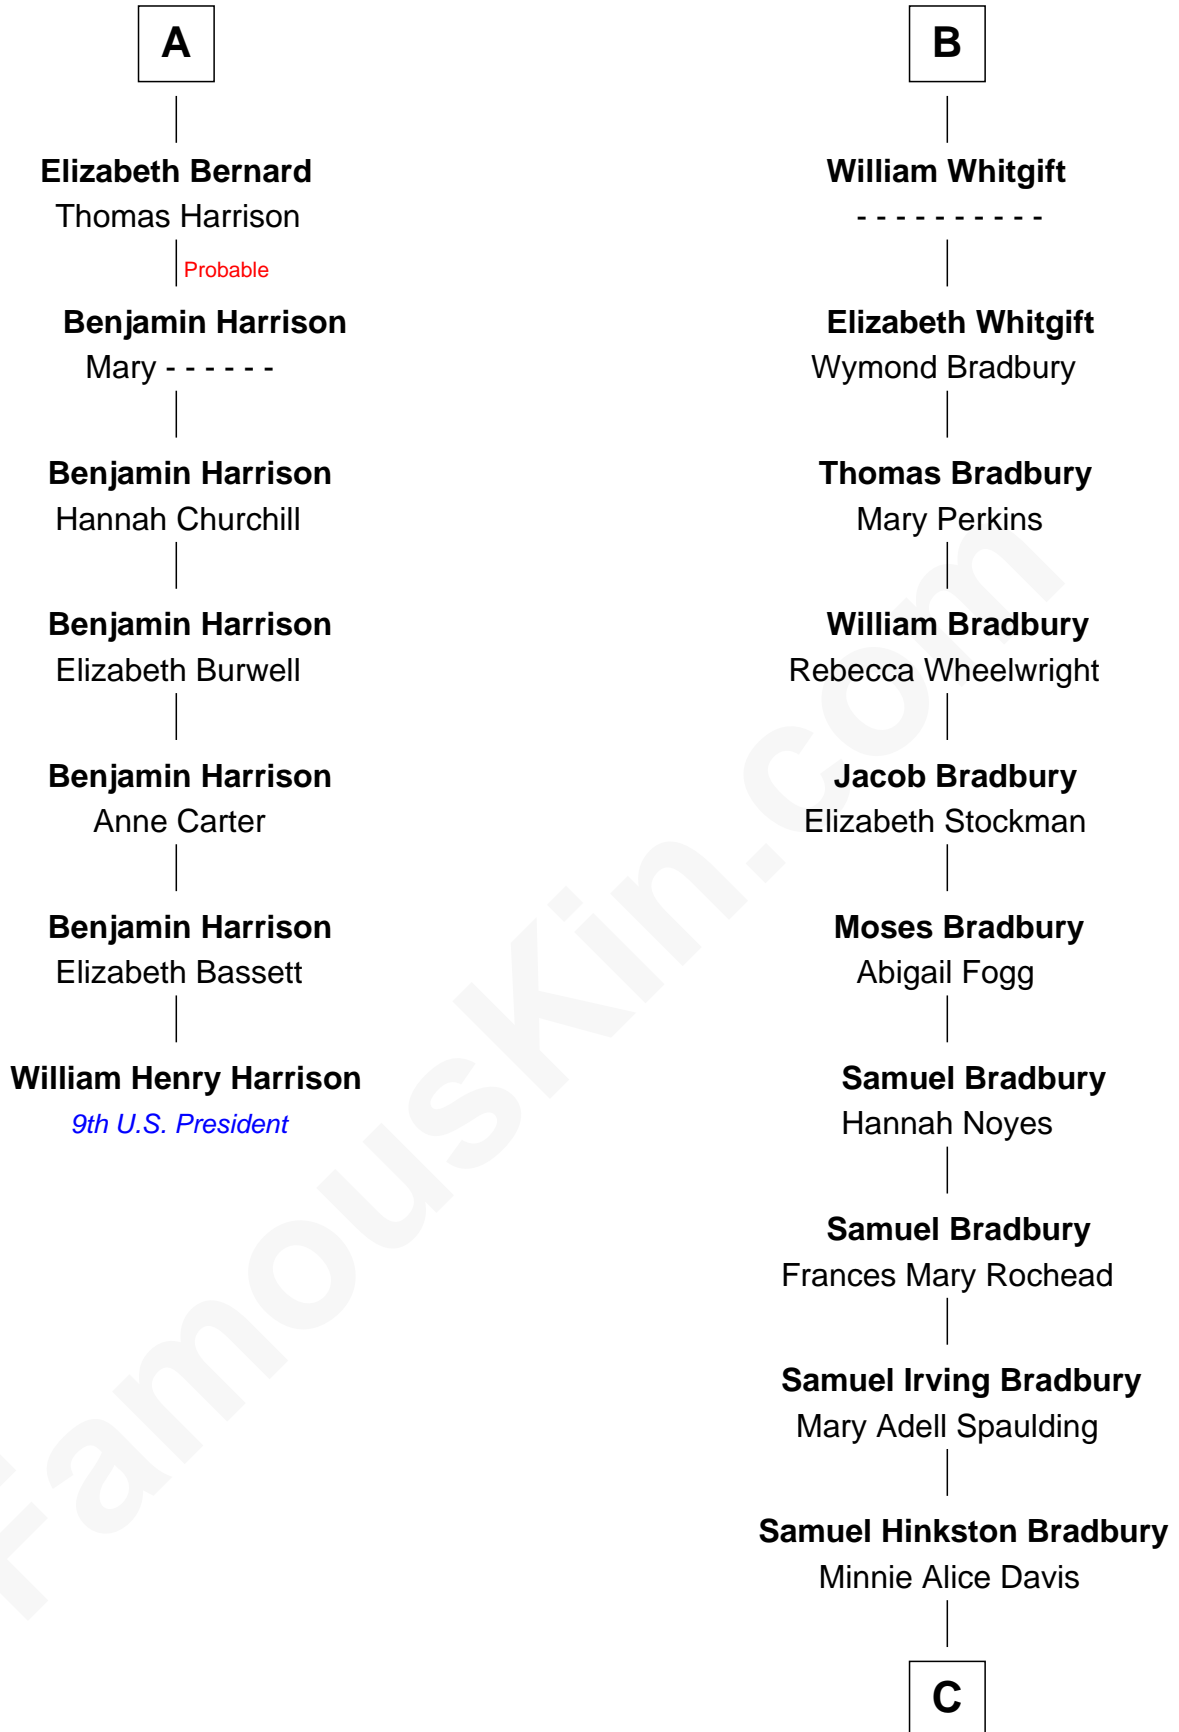 A
Elizabeth Bernard
Thomas Harrison
Probable
Benjamin Harrison
Mary - - - - - -
Benjamin Harrison
Hannah Churchill
Benjamin Harrison
Elizabeth Burwell
Benjamin Harrison
Anne Carter
Benjamin Harrison
Elizabeth Bassett
William Henry Harrison
9th U.S. President
B
William Whitgift
- - - - - - - - - -
Elizabeth Whitgift
Wymond Bradbury
Thomas Bradbury
Mary Perkins
William Bradbury
Rebecca Wheelwright
Jacob Bradbury
Elizabeth Stockman
Moses Bradbury
Abigail Fogg
Samuel Bradbury
Hannah Noyes
Samuel Bradbury
Frances Mary Rochead
Samuel Irving Bradbury
Mary Adell Spaulding
Samuel Hinkston Bradbury
Minnie Alice Davis
C
FamousKin.com